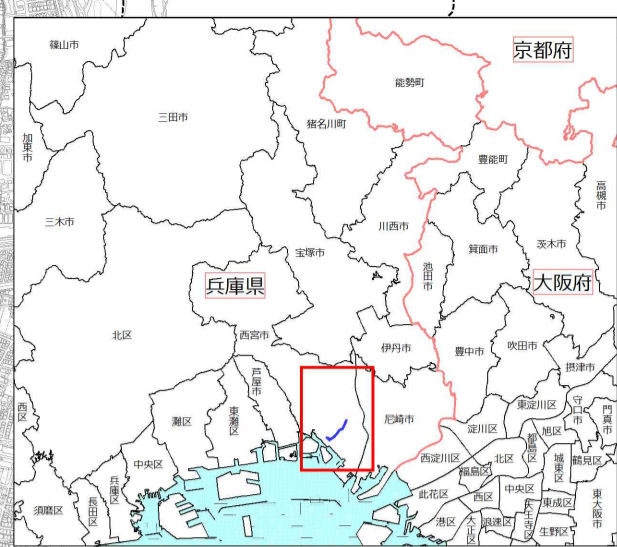 篠山市
京都府
能勢町
三田市
猪名川町
加東市
豊能町
高槻市
三木市
川西市
箕面市
茨木市
宝塚市
池田市
兵庫県
大阪府
北区
西宮市
伊丹市
豊中市
吹田市
摂津市
芦屋市
東灘区
灘区
西区
尼崎市
東淀川区
守口市
門真市
淀川区
都島区
旭区
中央区
西淀川区
北区
城東区
鶴見区
福島区
兵庫区
長田区
須磨区
此花区
西区
中央区
東成区
東大阪市
港区
大正区
浪速区
天王寺区
生野区